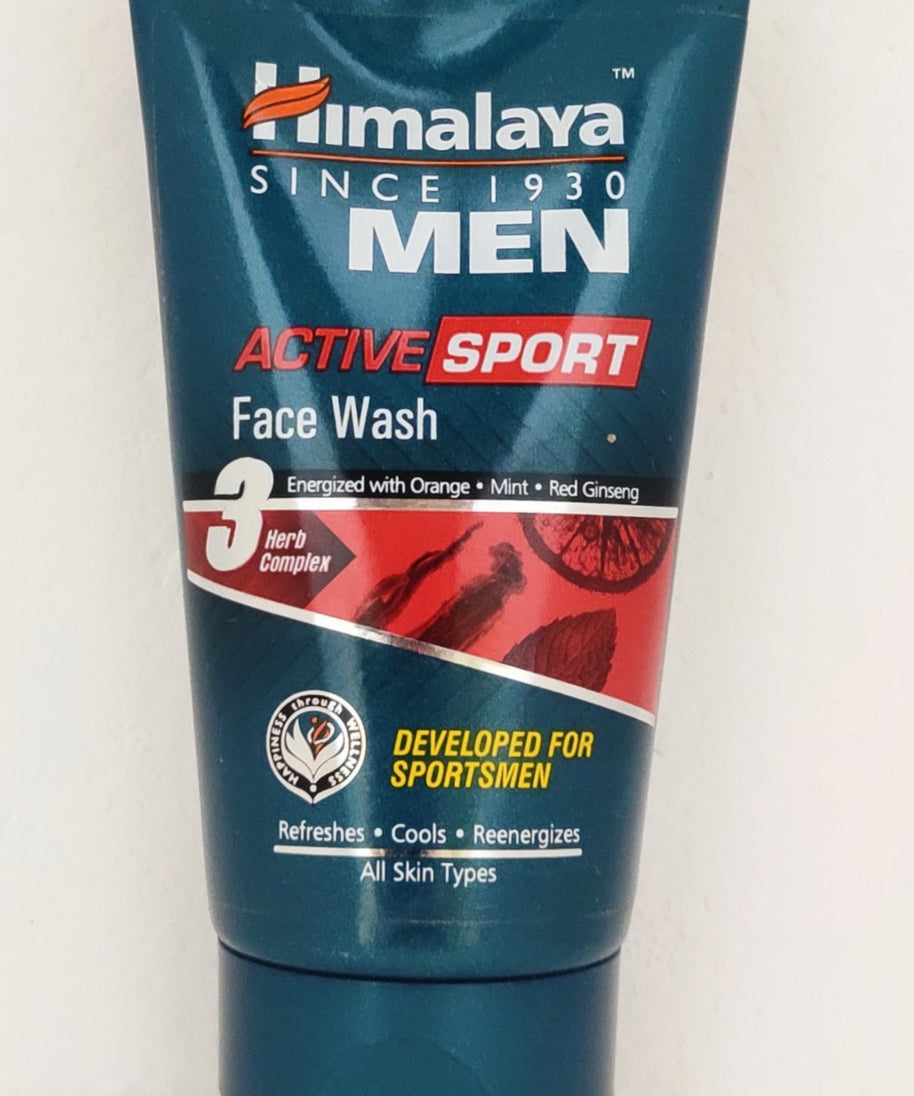 Himalaya™
SINCE 1930
MEN
ACTIVE SPORT
Face Wash
Energized with Orange • Mint • Red Ginseng
3 Herb
Complex
HAPPINESS through WELLNESS
DEVELOPED FOR
SPORTSMEN
Refreshes • Cools • Reenergizes
All Skin Types